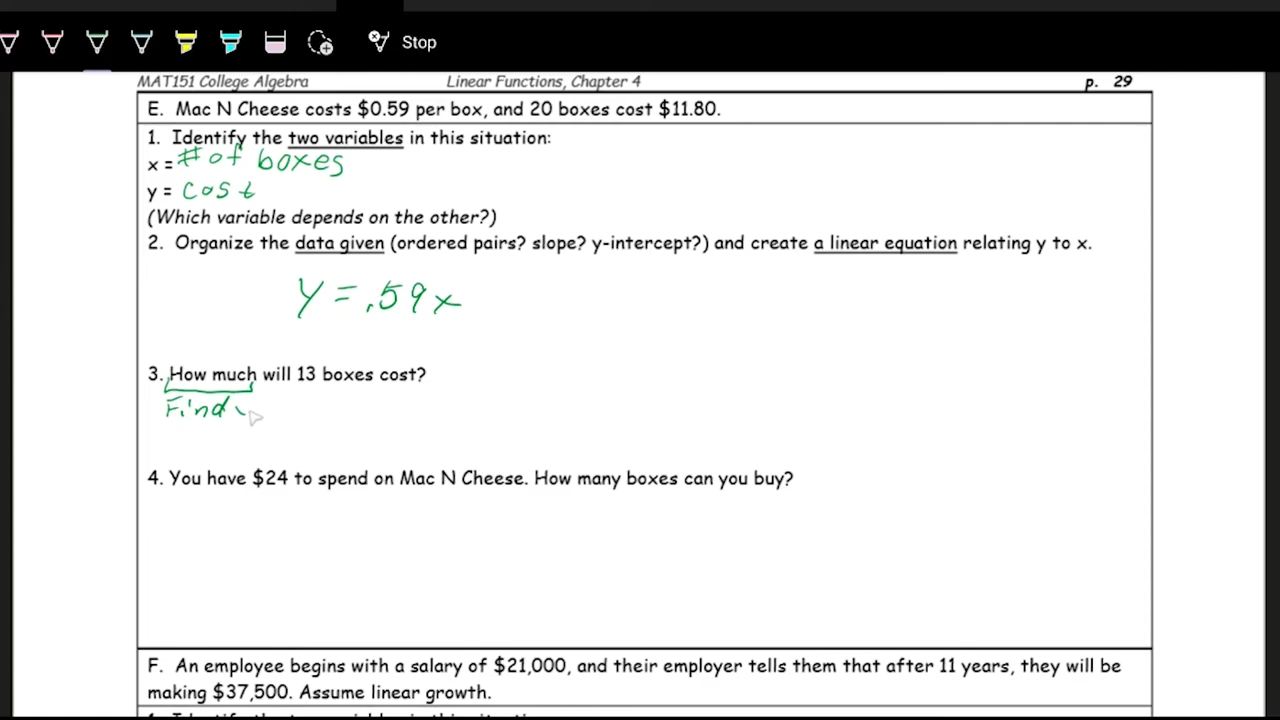 Stop
MAT151 College Algebra Linear Functions, Chapter 4 p. 29
E. Mac N Cheese costs $0.59 per box, and 20 boxes cost $11.80.
1. Identify the two variables in this situation:
x = # of boxes
y = cost
(Which variable depends on the other?)
2. Organize the data given (ordered pairs? slope? y-intercept?) and create a linear equation relating y to x.
y = .59x
3. How much will 13 boxes cost?
Find
4. You have $24 to spend on Mac N Cheese. How many boxes can you buy?
F. An employee begins with a salary of $21,000, and their employer tells them that after 11 years, they will be
making $37,500. Assume linear growth.